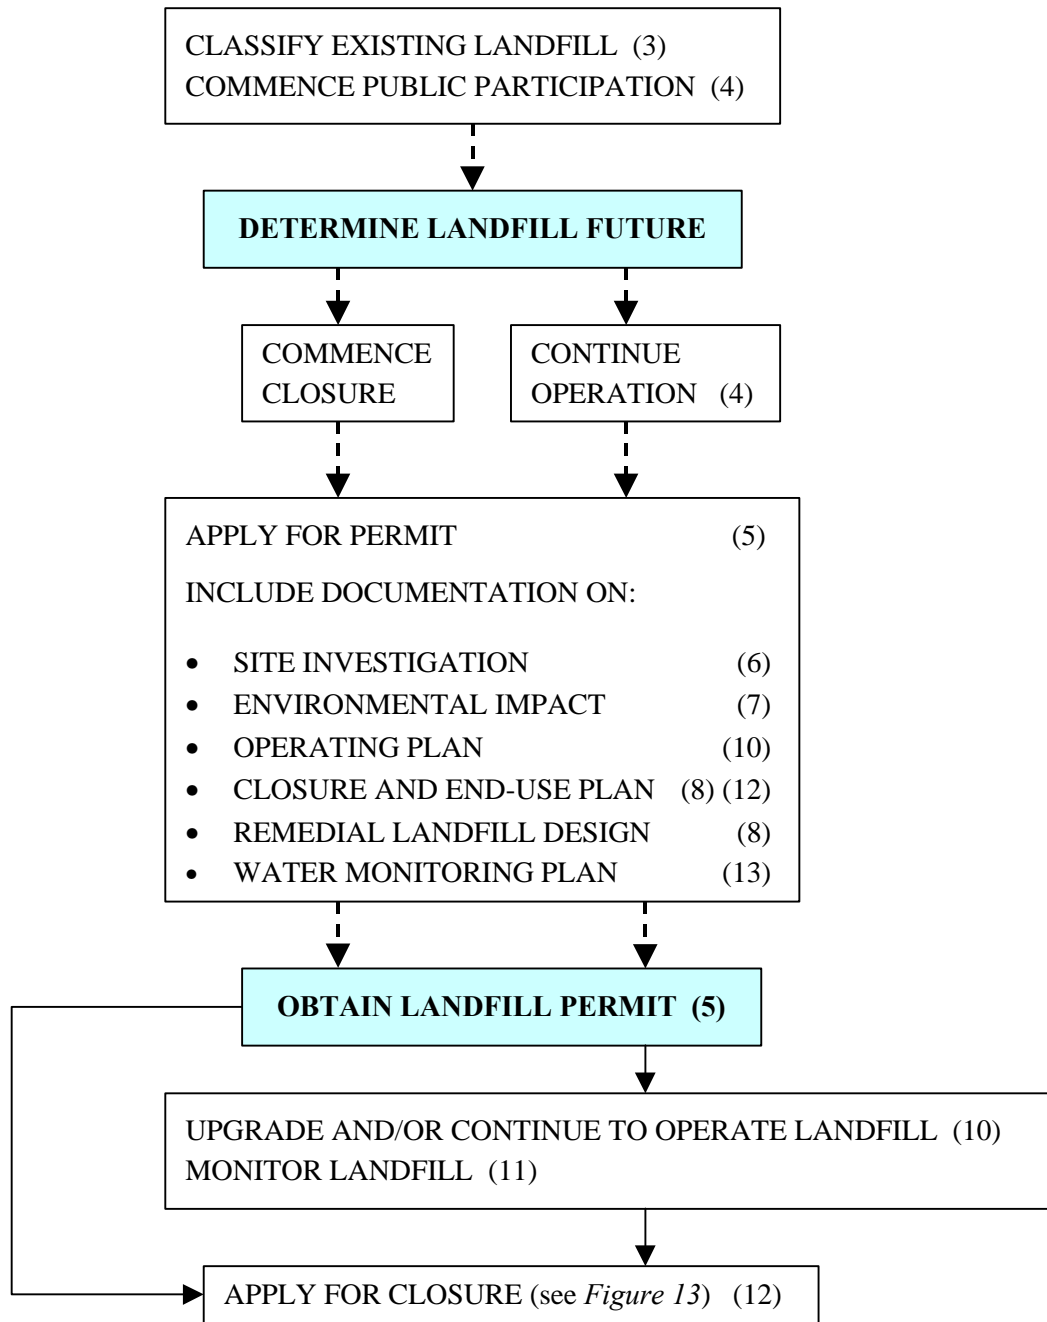 CLASSIFY EXISTING LANDFILL (3)
COMMENCE PUBLIC PARTICIPATION (4)
DETERMINE LANDFILL FUTURE
COMMENCE
CLOSURE
CONTINUE
OPERATION (4)
APPLY FOR PERMIT (5)
INCLUDE DOCUMENTATION ON:
• SITE INVESTIGATION (6)
• ENVIRONMENTAL IMPACT (7)
• OPERATING PLAN (10)
• CLOSURE AND END-USE PLAN (8) (12)
• REMEDIAL LANDFILL DESIGN (8)
• WATER MONITORING PLAN (13)
OBTAIN LANDFILL PERMIT (5)
UPGRADE AND/OR CONTINUE TO OPERATE LANDFILL (10)
MONITOR LANDFILL (11)
APPLY FOR CLOSURE (see Figure 13) (12)